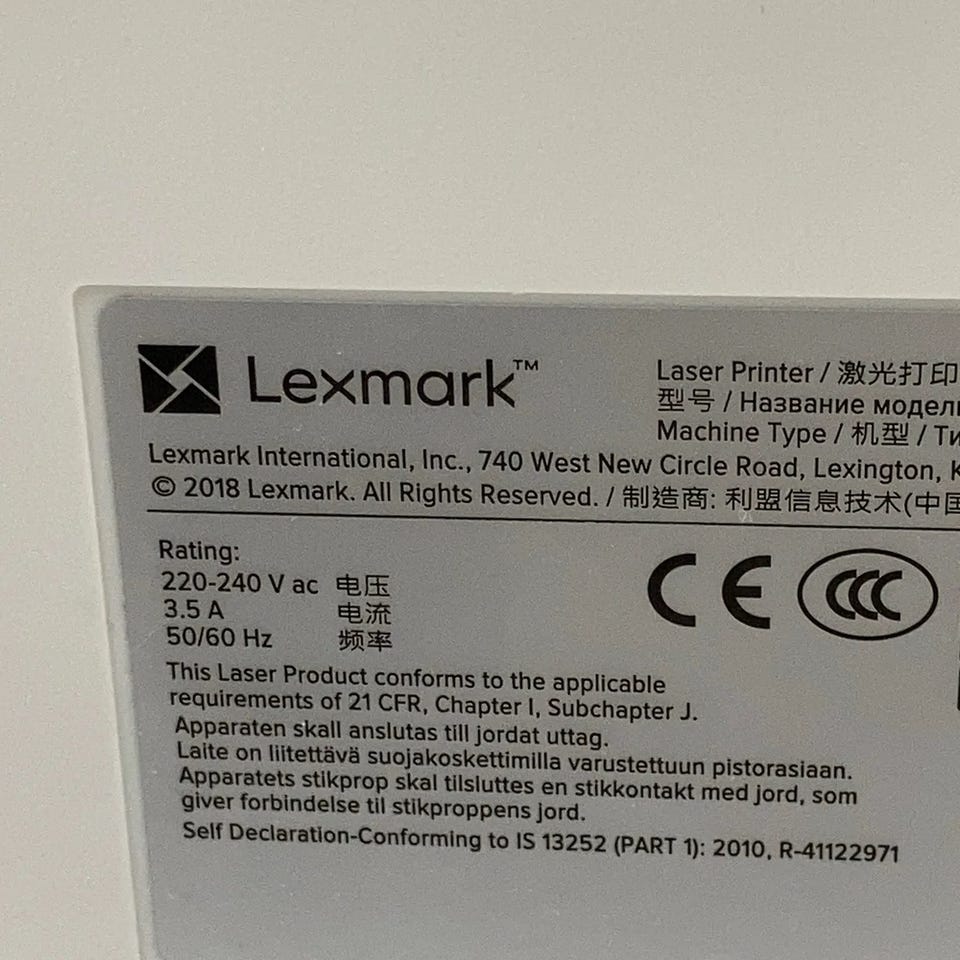 Lexmark™
Laser Printer / 激光打印
型号 / Название модел
Machine Type / 机型 / Ти
Lexmark International, Inc., 740 West New Circle Road, Lexington, K
© 2018 Lexmark. All Rights Reserved. / 制造商: 利盟信息技术(中国
Rating:
220-240 V ac 电压
3.5 A 电流
50/60 Hz 频率
CE CCC
This Laser Product conforms to the applicable
requirements of 21 CFR, Chapter I, Subchapter J.
Apparaten skall anslutas till jordat uttag.
Laite on liitettävä suojakoskettimilla varustettuun pistorasiaan.
Apparatets stikprop skal tilsluttes en stikkontakt med jord, som
giver forbindelse til stikproppens jord.
Self Declaration-Conforming to IS 13252 (PART 1): 2010, R-41122971